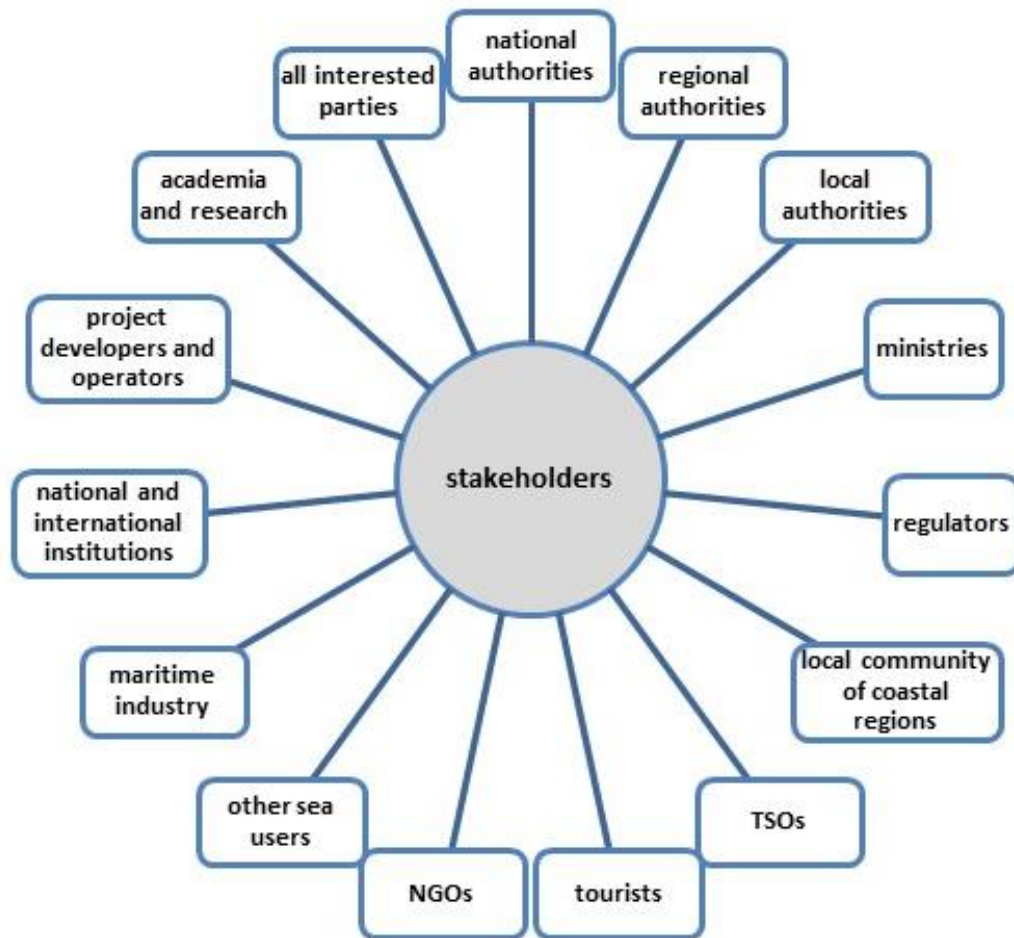 national
authorities
regional
authorities
local
authorities
ministries
regulators
local community
of coastal
regions
TSOs
tourists
NGOs
other sea
users
maritime
industry
national and
international
institutions
project
developers and
operators
academia
and research
all interested
parties
stakeholders